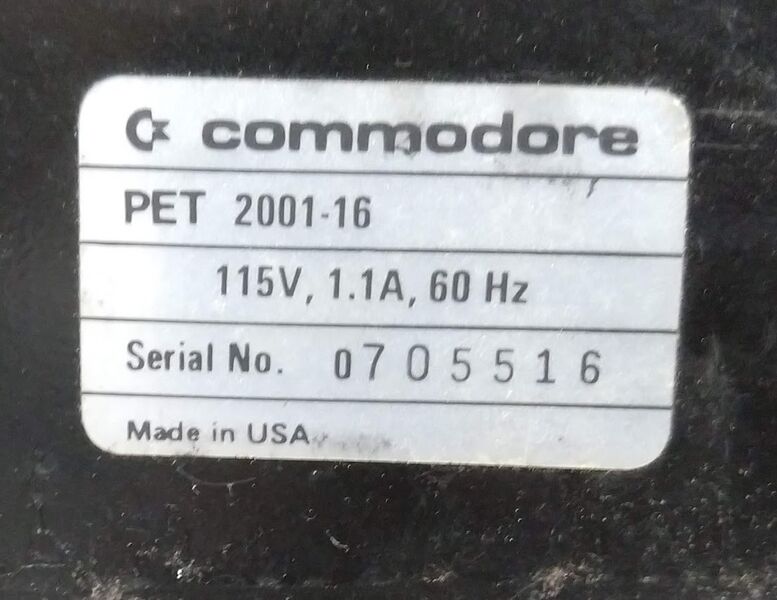 commodore
PET 2001-16
115V, 1.1A, 60 Hz
Serial No. 0705516
Made in USA